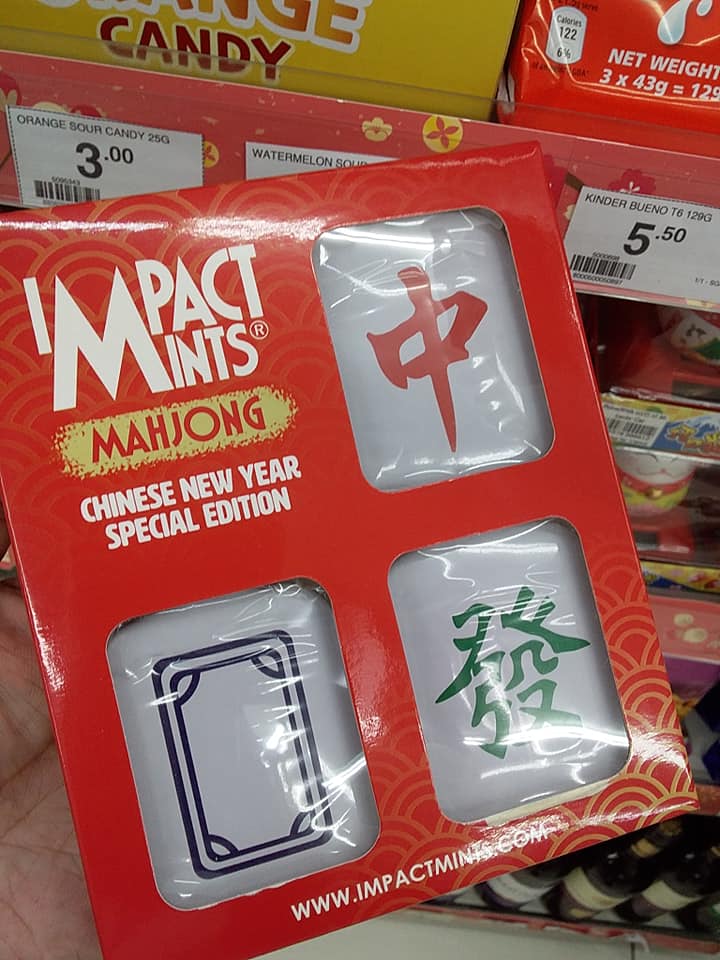 ORANGE
CANDY
Calories
122
6%
NET WEIGHT
3 x 43g = 129
ORANGE SOUR CANDY 25G
3.00
WATERMELON SOUR
KINDER BUENO T6 129G
5.50
IMPACT
MINTS®
MAHJONG
CHINESE NEW YEAR
SPECIAL EDITION
中
發
WWW.IMPACTMINTS.COM